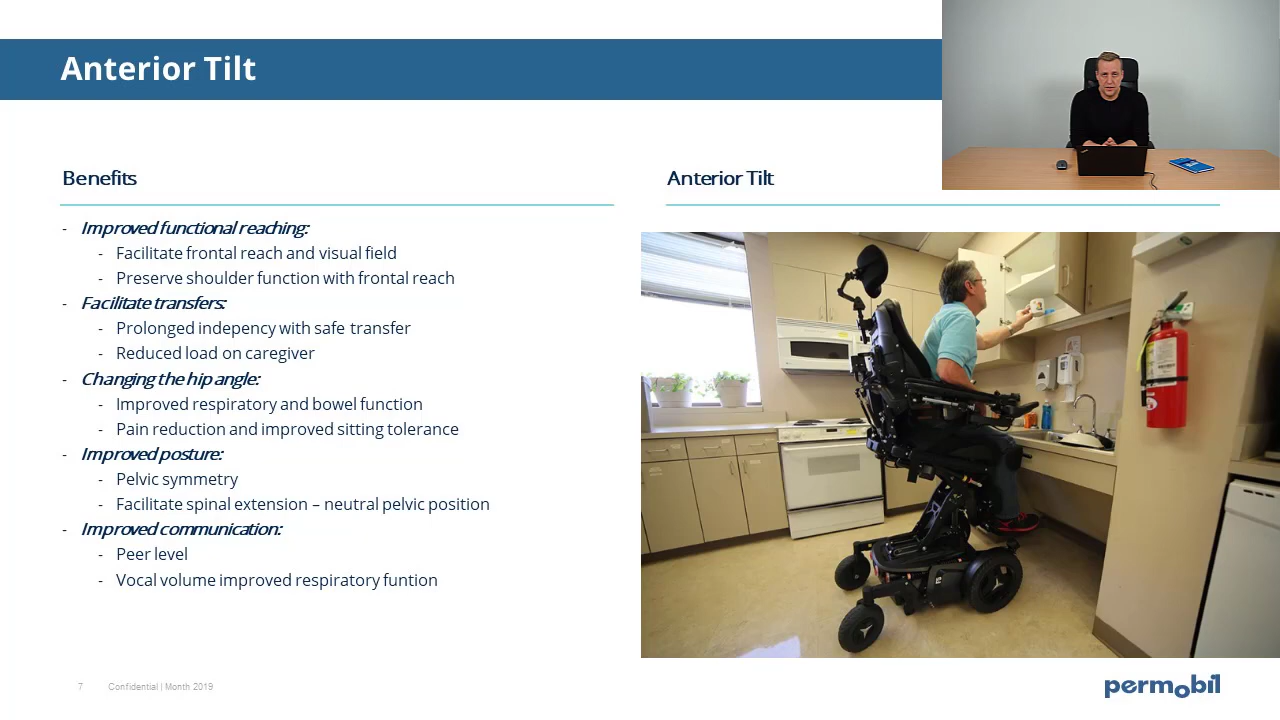 Anterior Tilt
Benefits
- Improved functional reaching:
- Facilitate frontal reach and visual field
- Preserve shoulder function with frontal reach
- Facilitate transfers:
- Prolonged indepency with safe transfer
- Reduced load on caregiver
- Changing the hip angle:
- Improved respiratory and bowel function
- Pain reduction and improved sitting tolerance
- Improved posture:
- Pelvic symmetry
- Facilitate spinal extension – neutral pelvic position
- Improved communication:
- Peer level
- Vocal volume improved respiratory funtion
Anterior Tilt
7 Confidential | Month 2019
permobil